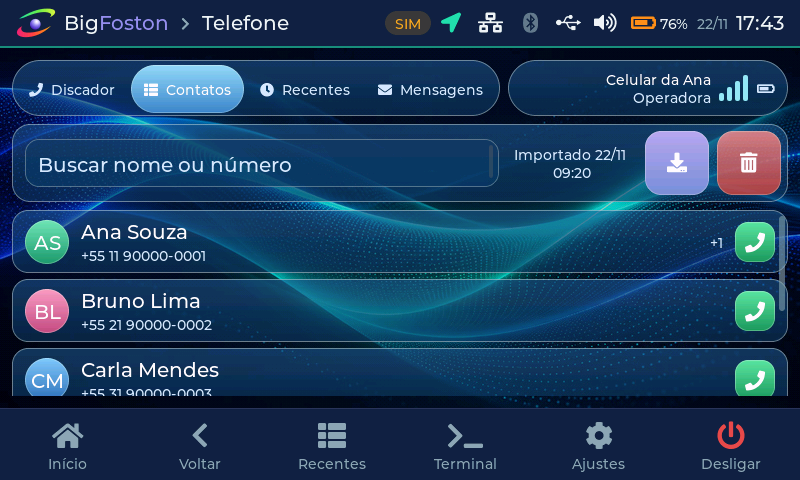 BigFoston > Telefone
SIM
76%
22/11
17:43
Discador
Contatos
Recentes
Mensagens
Celular da Ana
Operadora
Buscar nome ou número
Importado 22/11
09:20
AS
Ana Souza
+55 11 90000-0001
+1
BL
Bruno Lima
+55 21 90000-0002
CM
Carla Mendes
+55 31 90000-0003
Início
Voltar
Recentes
Terminal
Ajustes
Desligar